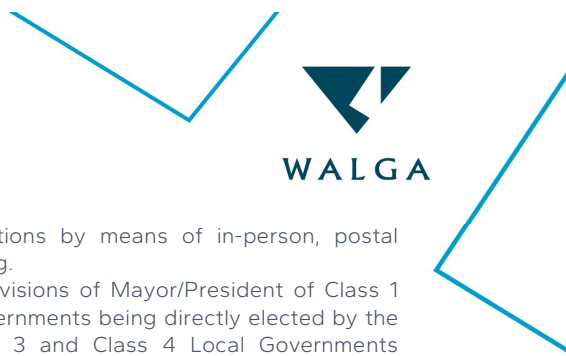 WALGA
tions by means of in-person, postal
g.
visions of Mayor/President of Class 1
ernments being directly elected by the
3 and Class 4 Local Governments